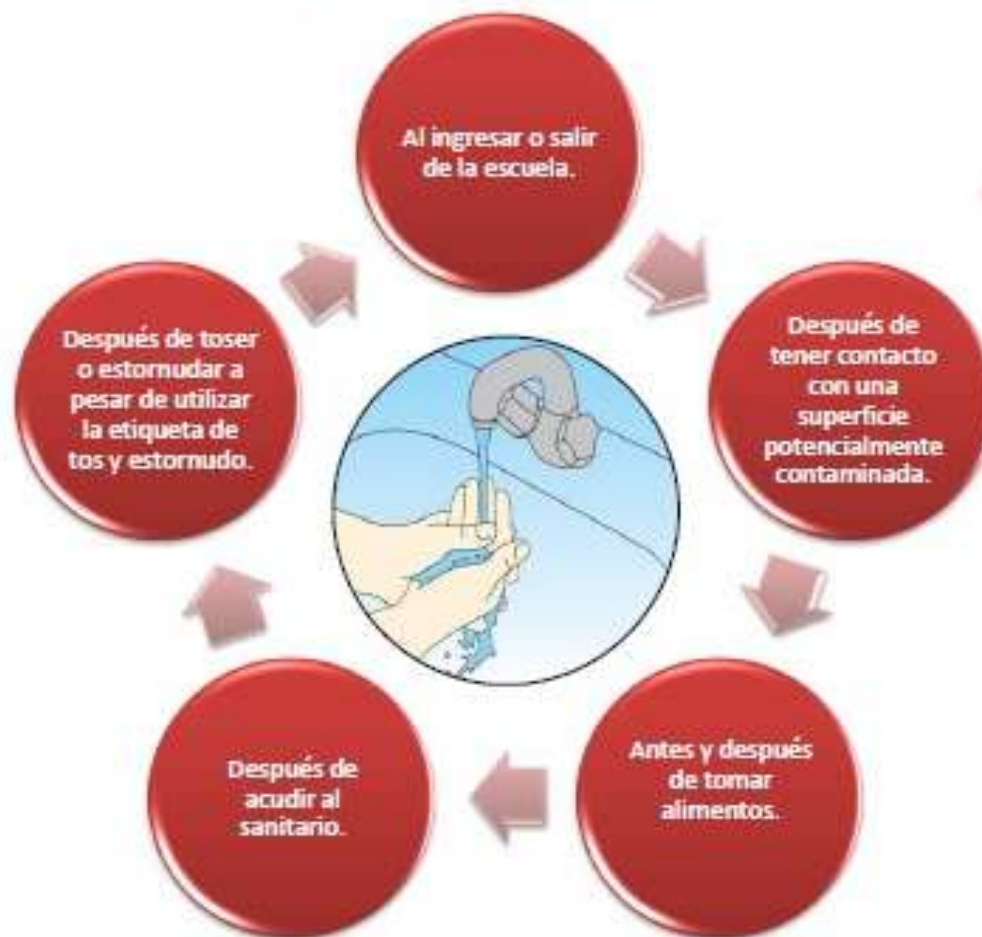 Al ingresar o salir
de la escuela.
Después de
tener contacto
con una
superficie
potencialmente
contaminada.
Antes y después
de tomar
alimentos.
Después de
acudir al
sanitario.
Después de toser
o estornudar a
pesar de utilizar
la etiqueta de
tos y estornudo.